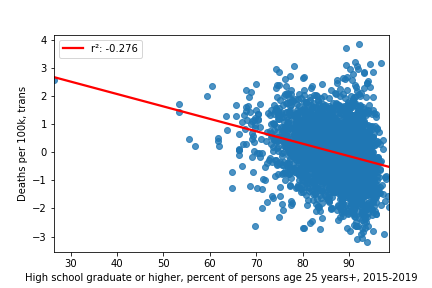 4
r²: -0.276
3
2
1
0
−1
−2
−3
Deaths per 100k, trans
30 40 50 60 70 80 90
High school graduate or higher, percent of persons age 25 years+, 2015-2019